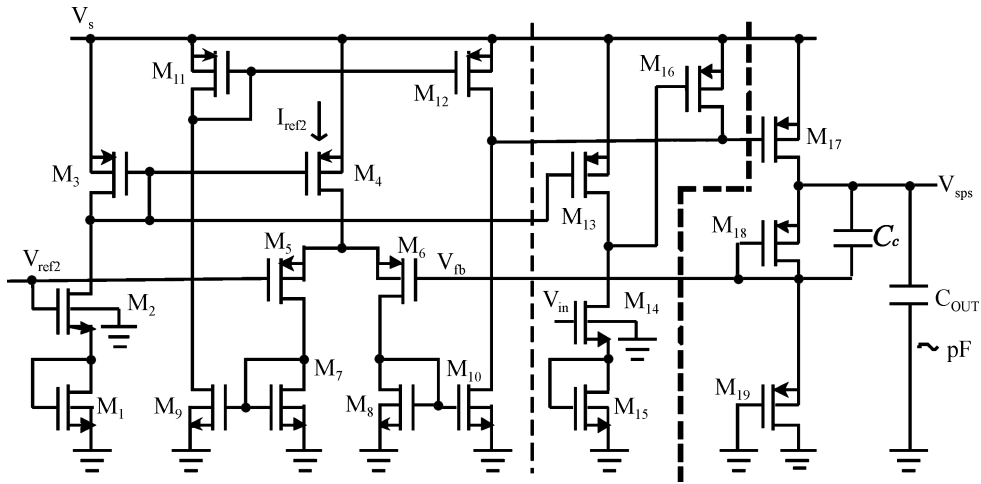 Vs
M11
M12
M16
Iref2
M3
M4
M13
M17
Vsps
M5
M6
M18
Cc
Vref2
Vfb
M2
Vin
M14
COUT
~ pF
M1
M9
M7
M8
M10
M15
M19